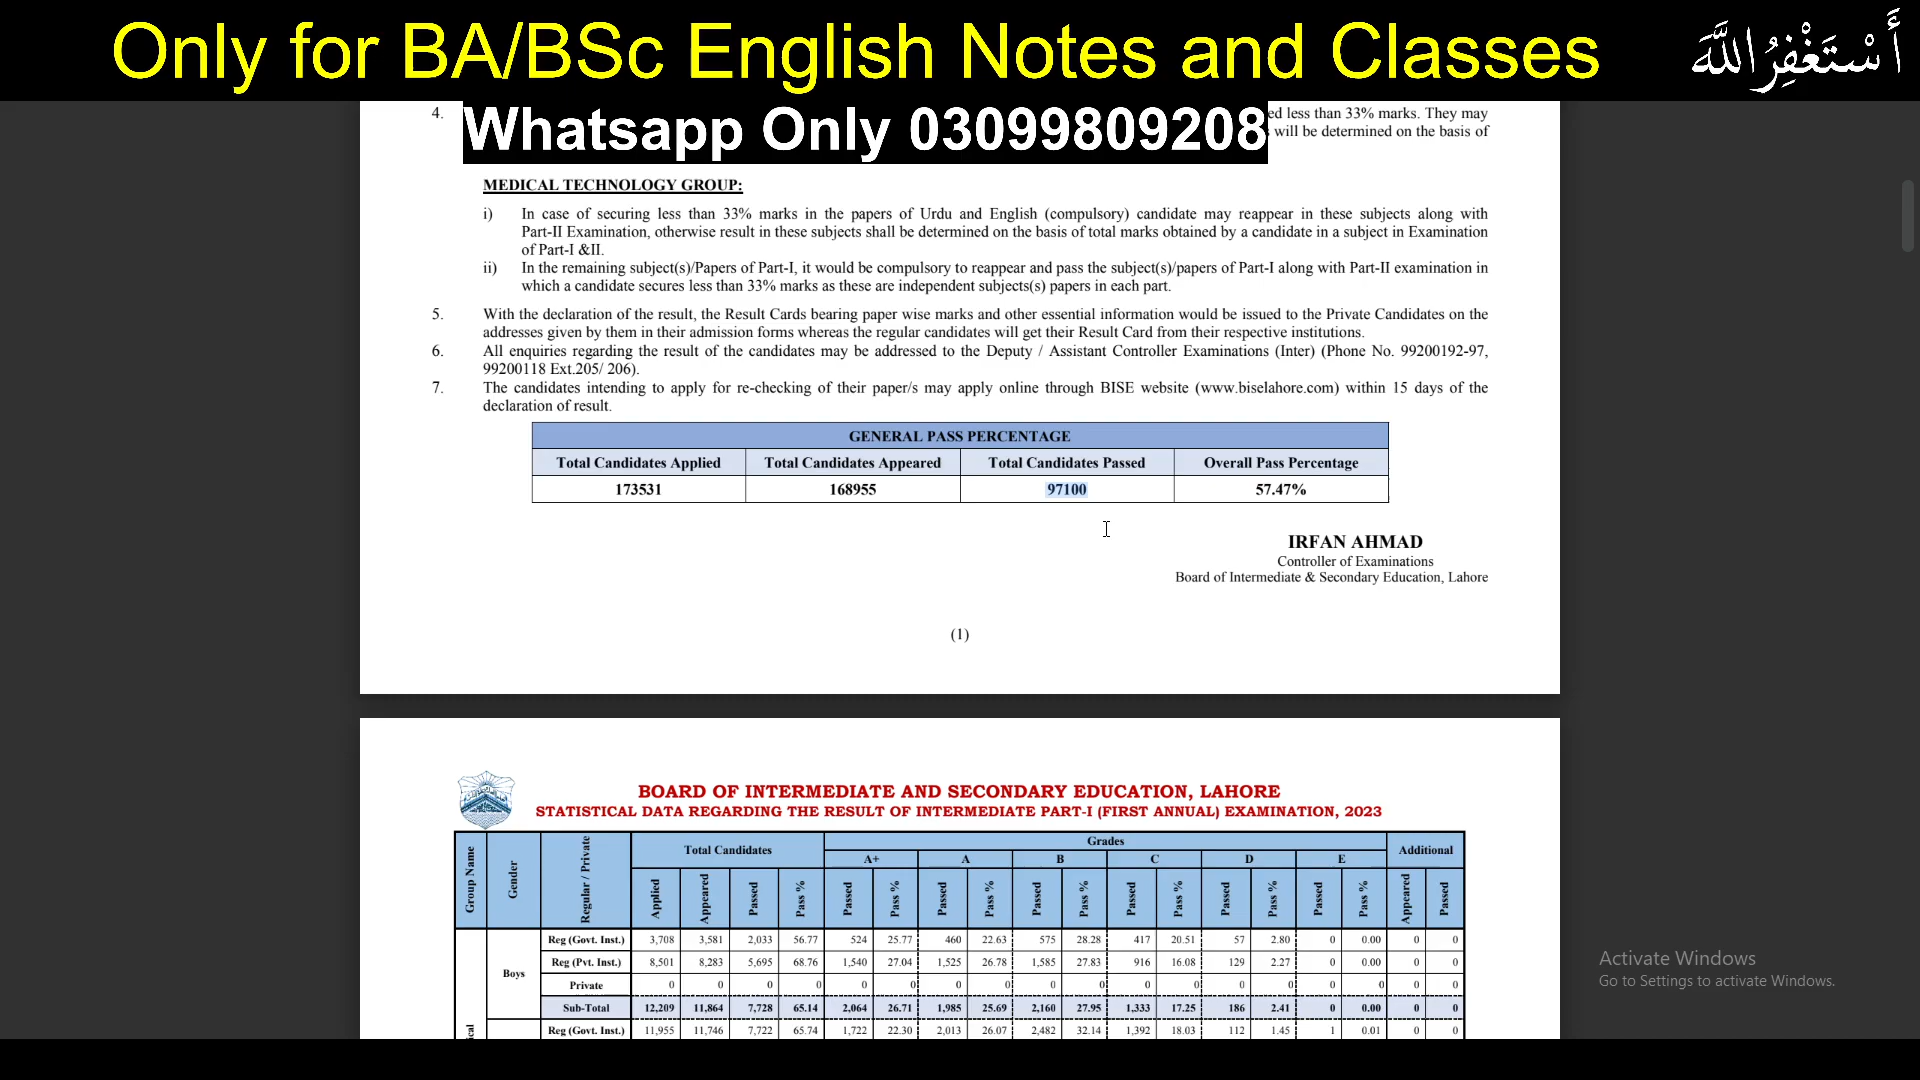 Only for BA/BSc English Notes and Classes
أَسْتَغْفِرُ اللّٰه
Whatsapp Only 03099809208
4. ed less than 33% marks. They may
will be determined on the basis of
MEDICAL TECHNOLOGY GROUP:
i) In case of securing less than 33% marks in the papers of Urdu and English (compulsory) candidate may reappear in these subjects along with
Part-II Examination, otherwise result in these subjects shall be determined on the basis of total marks obtained by a candidate in a subject in Examination
of Part-I &II.
ii) In the remaining subject(s)/Papers of Part-I, it would be compulsory to reappear and pass the subject(s)/papers of Part-I along with Part-II examination in
which a candidate secures less than 33% marks as these are independent subjects(s) papers in each part.
5. With the declaration of the result, the Result Cards bearing paper wise marks and other essential information would be issued to the Private Candidates on the
addresses given by them in their admission forms whereas the regular candidates will get their Result Card from their respective institutions.
6. All enquiries regarding the result of the candidates may be addressed to the Deputy / Assistant Controller Examinations (Inter) (Phone No. 99200192-97,
99200118 Ext.205/ 206).
7. The candidates intending to apply for re-checking of their paper/s may apply online through BISE website (www.biselahore.com) within 15 days of the
declaration of result.
GENERAL PASS PERCENTAGE
Total Candidates Applied Total Candidates Appeared Total Candidates Passed Overall Pass Percentage
173531 168955 97100 57.47%
IRFAN AHMAD
Controller of Examinations
Board of Intermediate & Secondary Education, Lahore
(1)
BOARD OF INTERMEDIATE AND SECONDARY EDUCATION, LAHORE
STATISTICAL DATA REGARDING THE RESULT OF INTERMEDIATE PART-I (FIRST ANNUAL) EXAMINATION, 2023
Group Name Gender Regular / Private Total Candidates Grades Additional
A+ A B C D E
Applied Appeared Passed Pass % Passed Pass % Passed Pass % Passed Pass % Passed Pass % Passed Pass % Passed Pass % Appeared Passed
Reg (Govt. Inst.) 3,708 3,581 2,033 56.77 524 25.77 460 22.63 575 28.28 417 20.51 57 2.80 0 0.00 0 0
Reg (Pvt. Inst.) 8,501 8,283 5,695 68.76 1,540 27.04 1,525 26.78 1,585 27.83 916 16.08 129 2.27 0 0.00 0 0
Boys
Private 0 0 0 0 0 0 0 0 0 0 0 0 0 0 0 0 0 0
Sub-Total 12,209 11,864 7,728 65.14 2,064 26.71 1,985 25.69 2,160 27.95 1,333 17.25 186 2.41 0 0.00 0 0
Reg (Govt. Inst.) 11,955 11,746 7,722 65.74 1,722 22.30 2,013 26.07 2,482 32.14 1,392 18.03 112 1.45 1 0.01 0 0
Activate Windows
Go to Settings to activate Windows.